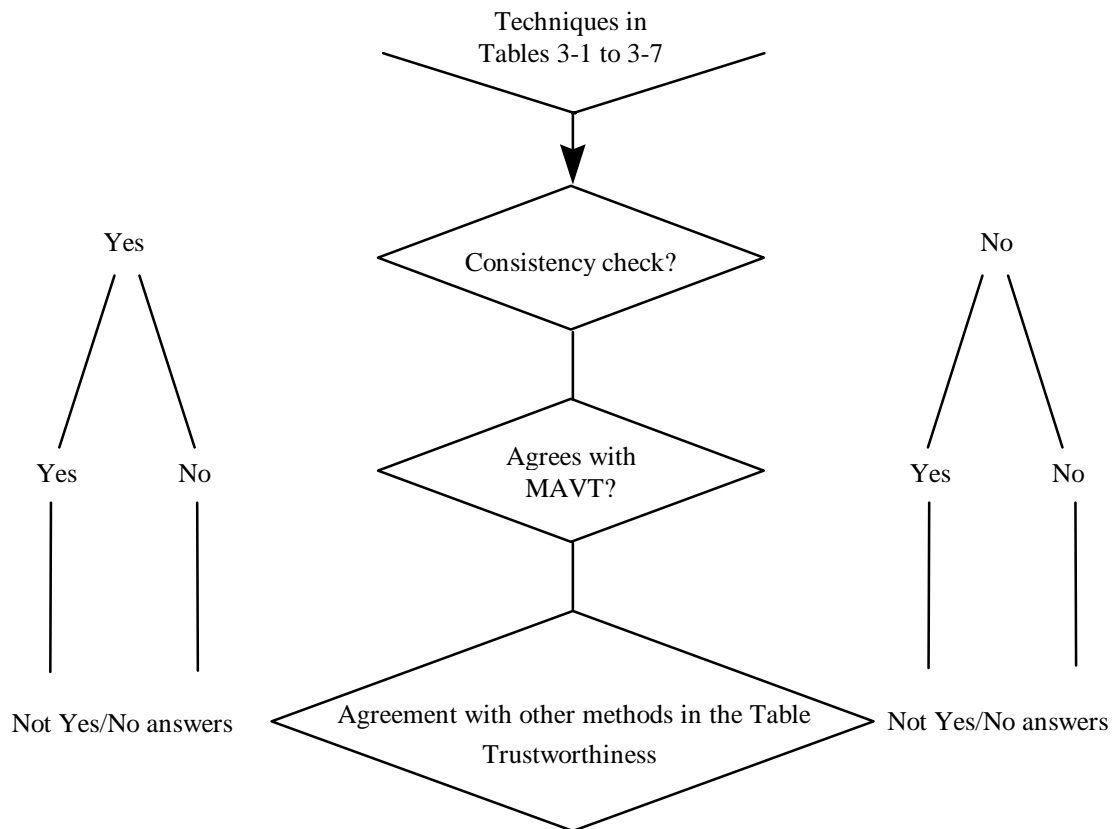 Techniques in
Tables 3-1 to 3-7
Yes
Consistency check?
No
Yes
No
Agrees with
MAVT?
Yes
No
Not Yes/No answers
Agreement with other methods in the Table
Trustworthiness
Not Yes/No answers